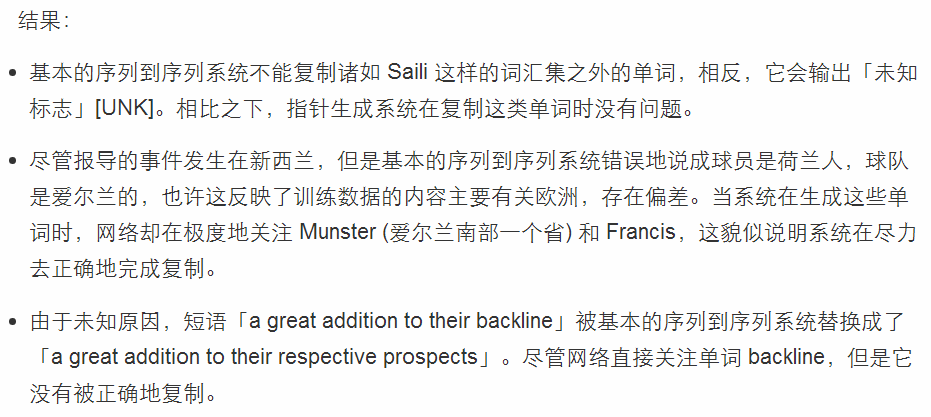 结果：
基本的序列到序列系统不能复制诸如 Saili 这样的词汇集之外的单词，相反，它会输出「未知
标志」[UNK]。相比之下，指针生成系统在复制这类单词时没有问题。
尽管报导的事件发生在新西兰，但是基本的序列到序列系统错误地说成球员是荷兰人，球队
是爱尔兰的，也许这反映了训练数据的内容主要有关欧洲，存在偏差。当系统在生成这些单
词时，网络却在极度地关注 Munster (爱尔兰南部一个省) 和 Francis，这貌似说明系统在尽力
去正确地完成复制。
由于未知原因，短语「a great addition to their backline」被基本的序列到序列系统替换成了
「a great addition to their respective prospects」。尽管网络直接关注单词 backline，但是它
没有被正确地复制。